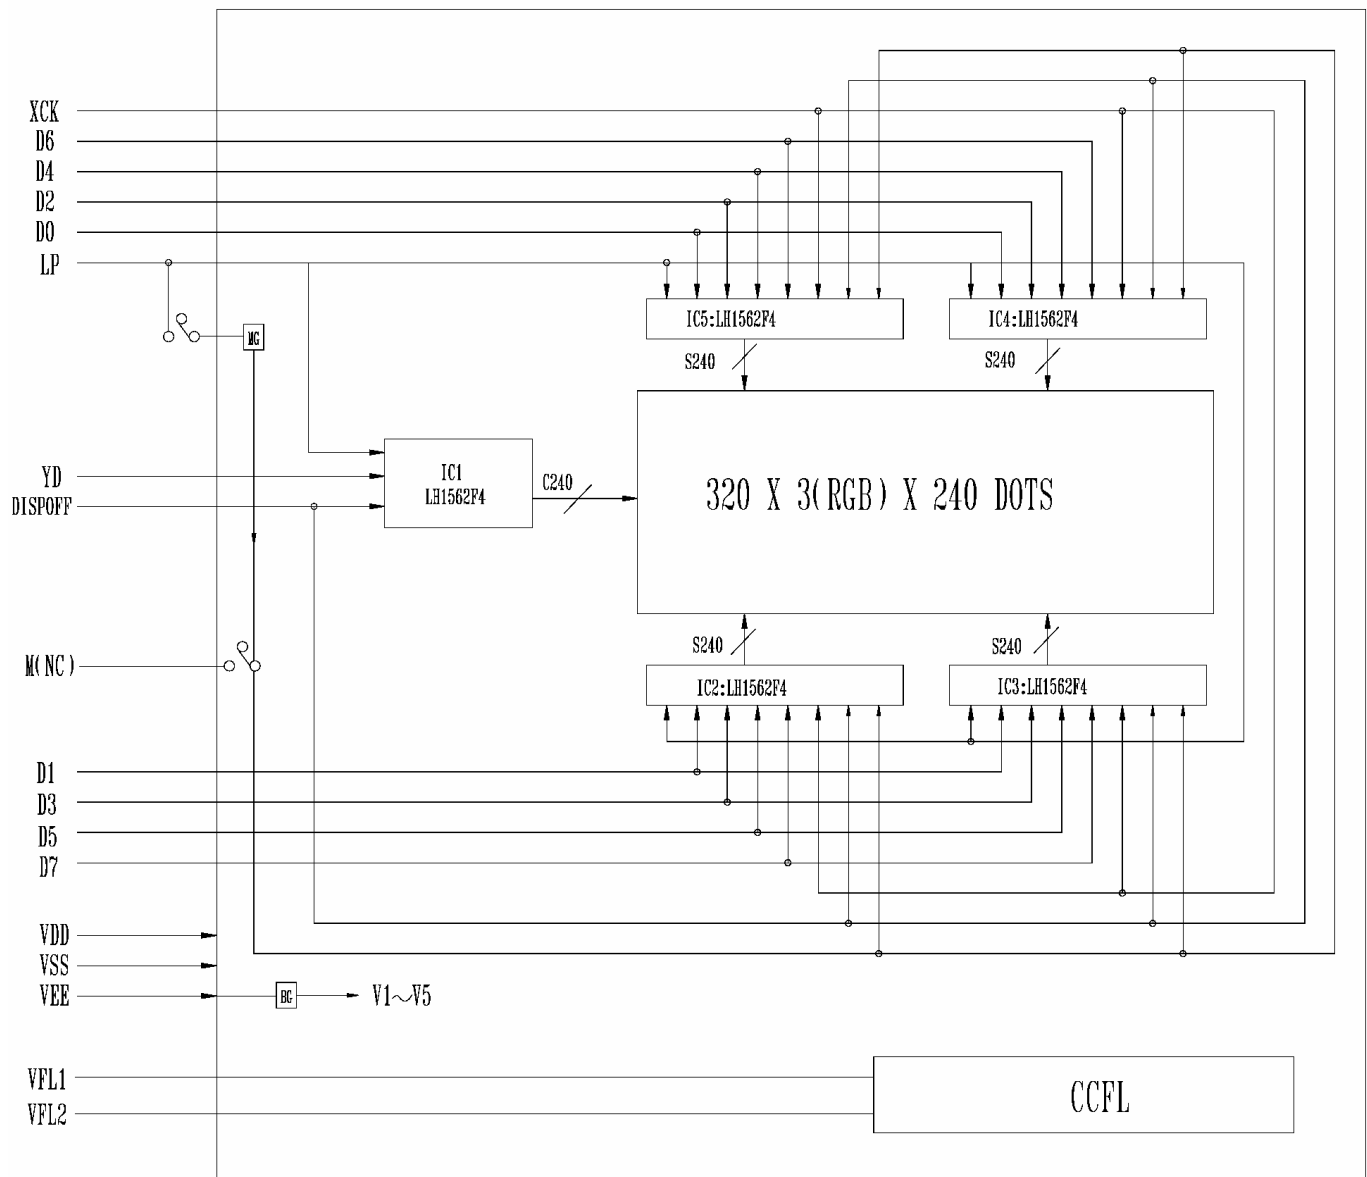 XCK
D6
D4
D2
D0
LP
IC5:LH1562F4
IC4:LH1562F4
MG
S240
S240
IC1
LH1562F4
C240
320 X 3(RGB) X 240 DOTS
YD
DISPOFF
S240
S240
M(NC)
IC2:LH1562F4
IC3:LH1562F4
D1
D3
D5
D7
VDD
VSS
VEE
BG
V1~V5
VFL1
VFL2
CCFL